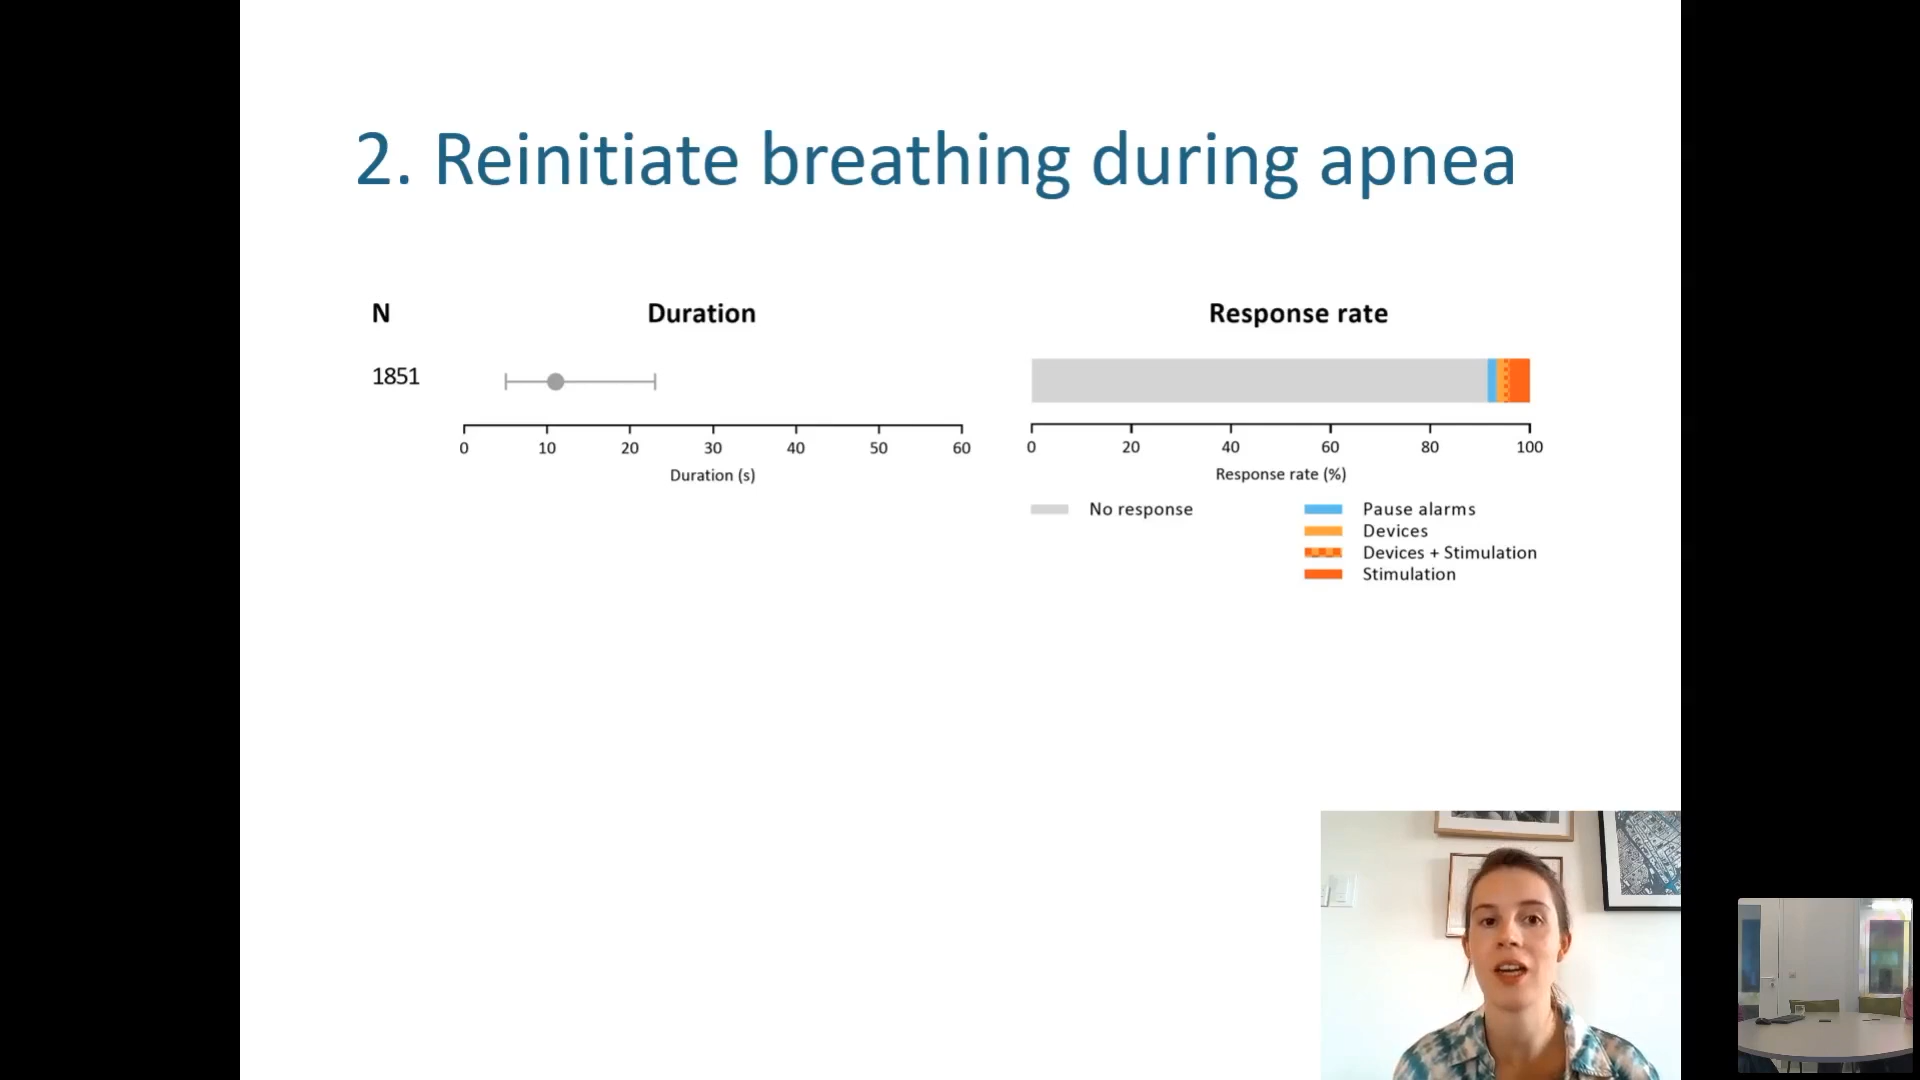 2. Reinitiate breathing during apnea
N Duration Response rate
1851
0 10 20 30 40 50 60
Duration (s)
0 20 40 60 80 100
Response rate (%)
No response
Pause alarms
Devices
Devices + Stimulation
Stimulation